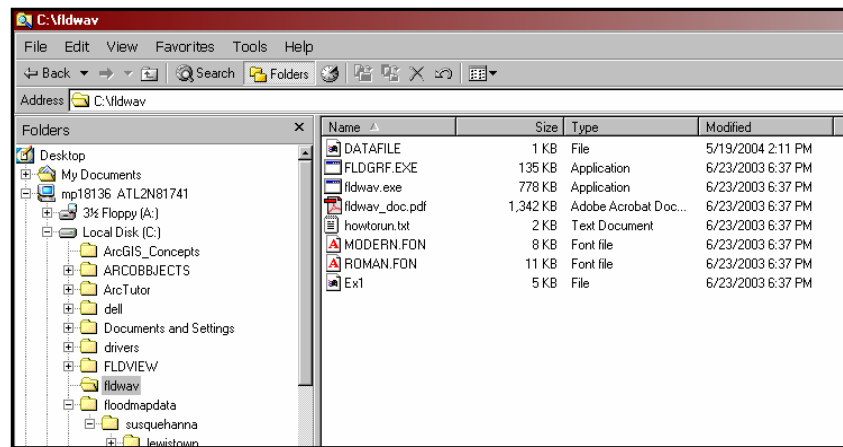 C:\fldwav
File Edit View Favorites Tools Help
Back Search Folders
Address C:\fldwav
Folders ×
Desktop
My Documents
mp18136 ATL2N81741
3½ Floppy (A:)
Local Disk (C:)
ArcGIS_Concepts
ARCOBBJECTS
ArcTutor
dell
Documents and Settings
drivers
FLDVIEW
fldwav
floodmapdata
susquehanna
lewistown
Name Size Type Modified
DATAFILE 1 KB File 5/19/2004 2:11 PM
FLDGRF.EXE 135 KB Application 6/23/2003 6:37 PM
fldwav.exe 778 KB Application 6/23/2003 6:37 PM
fldwav_doc.pdf 1,342 KB Adobe Acrobat Doc... 6/23/2003 6:37 PM
howtorun.txt 2 KB Text Document 6/23/2003 6:37 PM
MODERN.FON 8 KB Font file 6/23/2003 6:37 PM
ROMAN.FON 11 KB Font file 6/23/2003 6:37 PM
Ex1 5 KB File 6/23/2003 6:37 PM